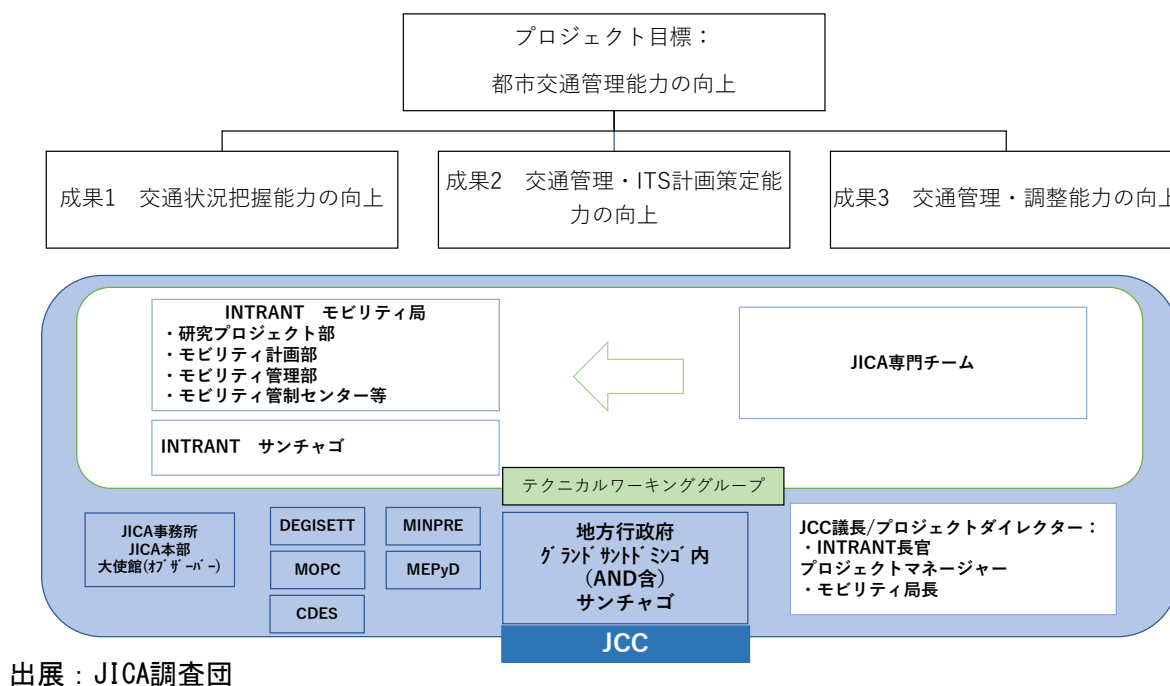 プロジェクト目標：
都市交通管理能力の向上
成果1　交通状況把握能力の向上
成果2　交通管理・ITS計画策定能
力の向上
成果3　交通管理・調整能力の向上
INTRANT　モビリティ局
・研究プロジェクト部
・モビリティ計画部
・モビリティ管理部
・モビリティ管制センター等
JICA専門チーム
INTRANT　サンチャゴ
テクニカルワーキンググループ
JICA事務所
JICA本部
大使館(ｵﾌﾞｻﾞｰﾊﾞｰ)
DEGISETT
MINPRE
MOPC
MEPyD
CDES
地方行政府
ｸﾞﾗﾝﾄﾞｻﾝﾄﾄﾞﾐﾝｺﾞ内
(AND含)
サンチャゴ
JCC議長/プロジェクトダイレクター：
・INTRANT長官
プロジェクトマネージャー
・モビリティ局長
JCC
出展：JICA調査団